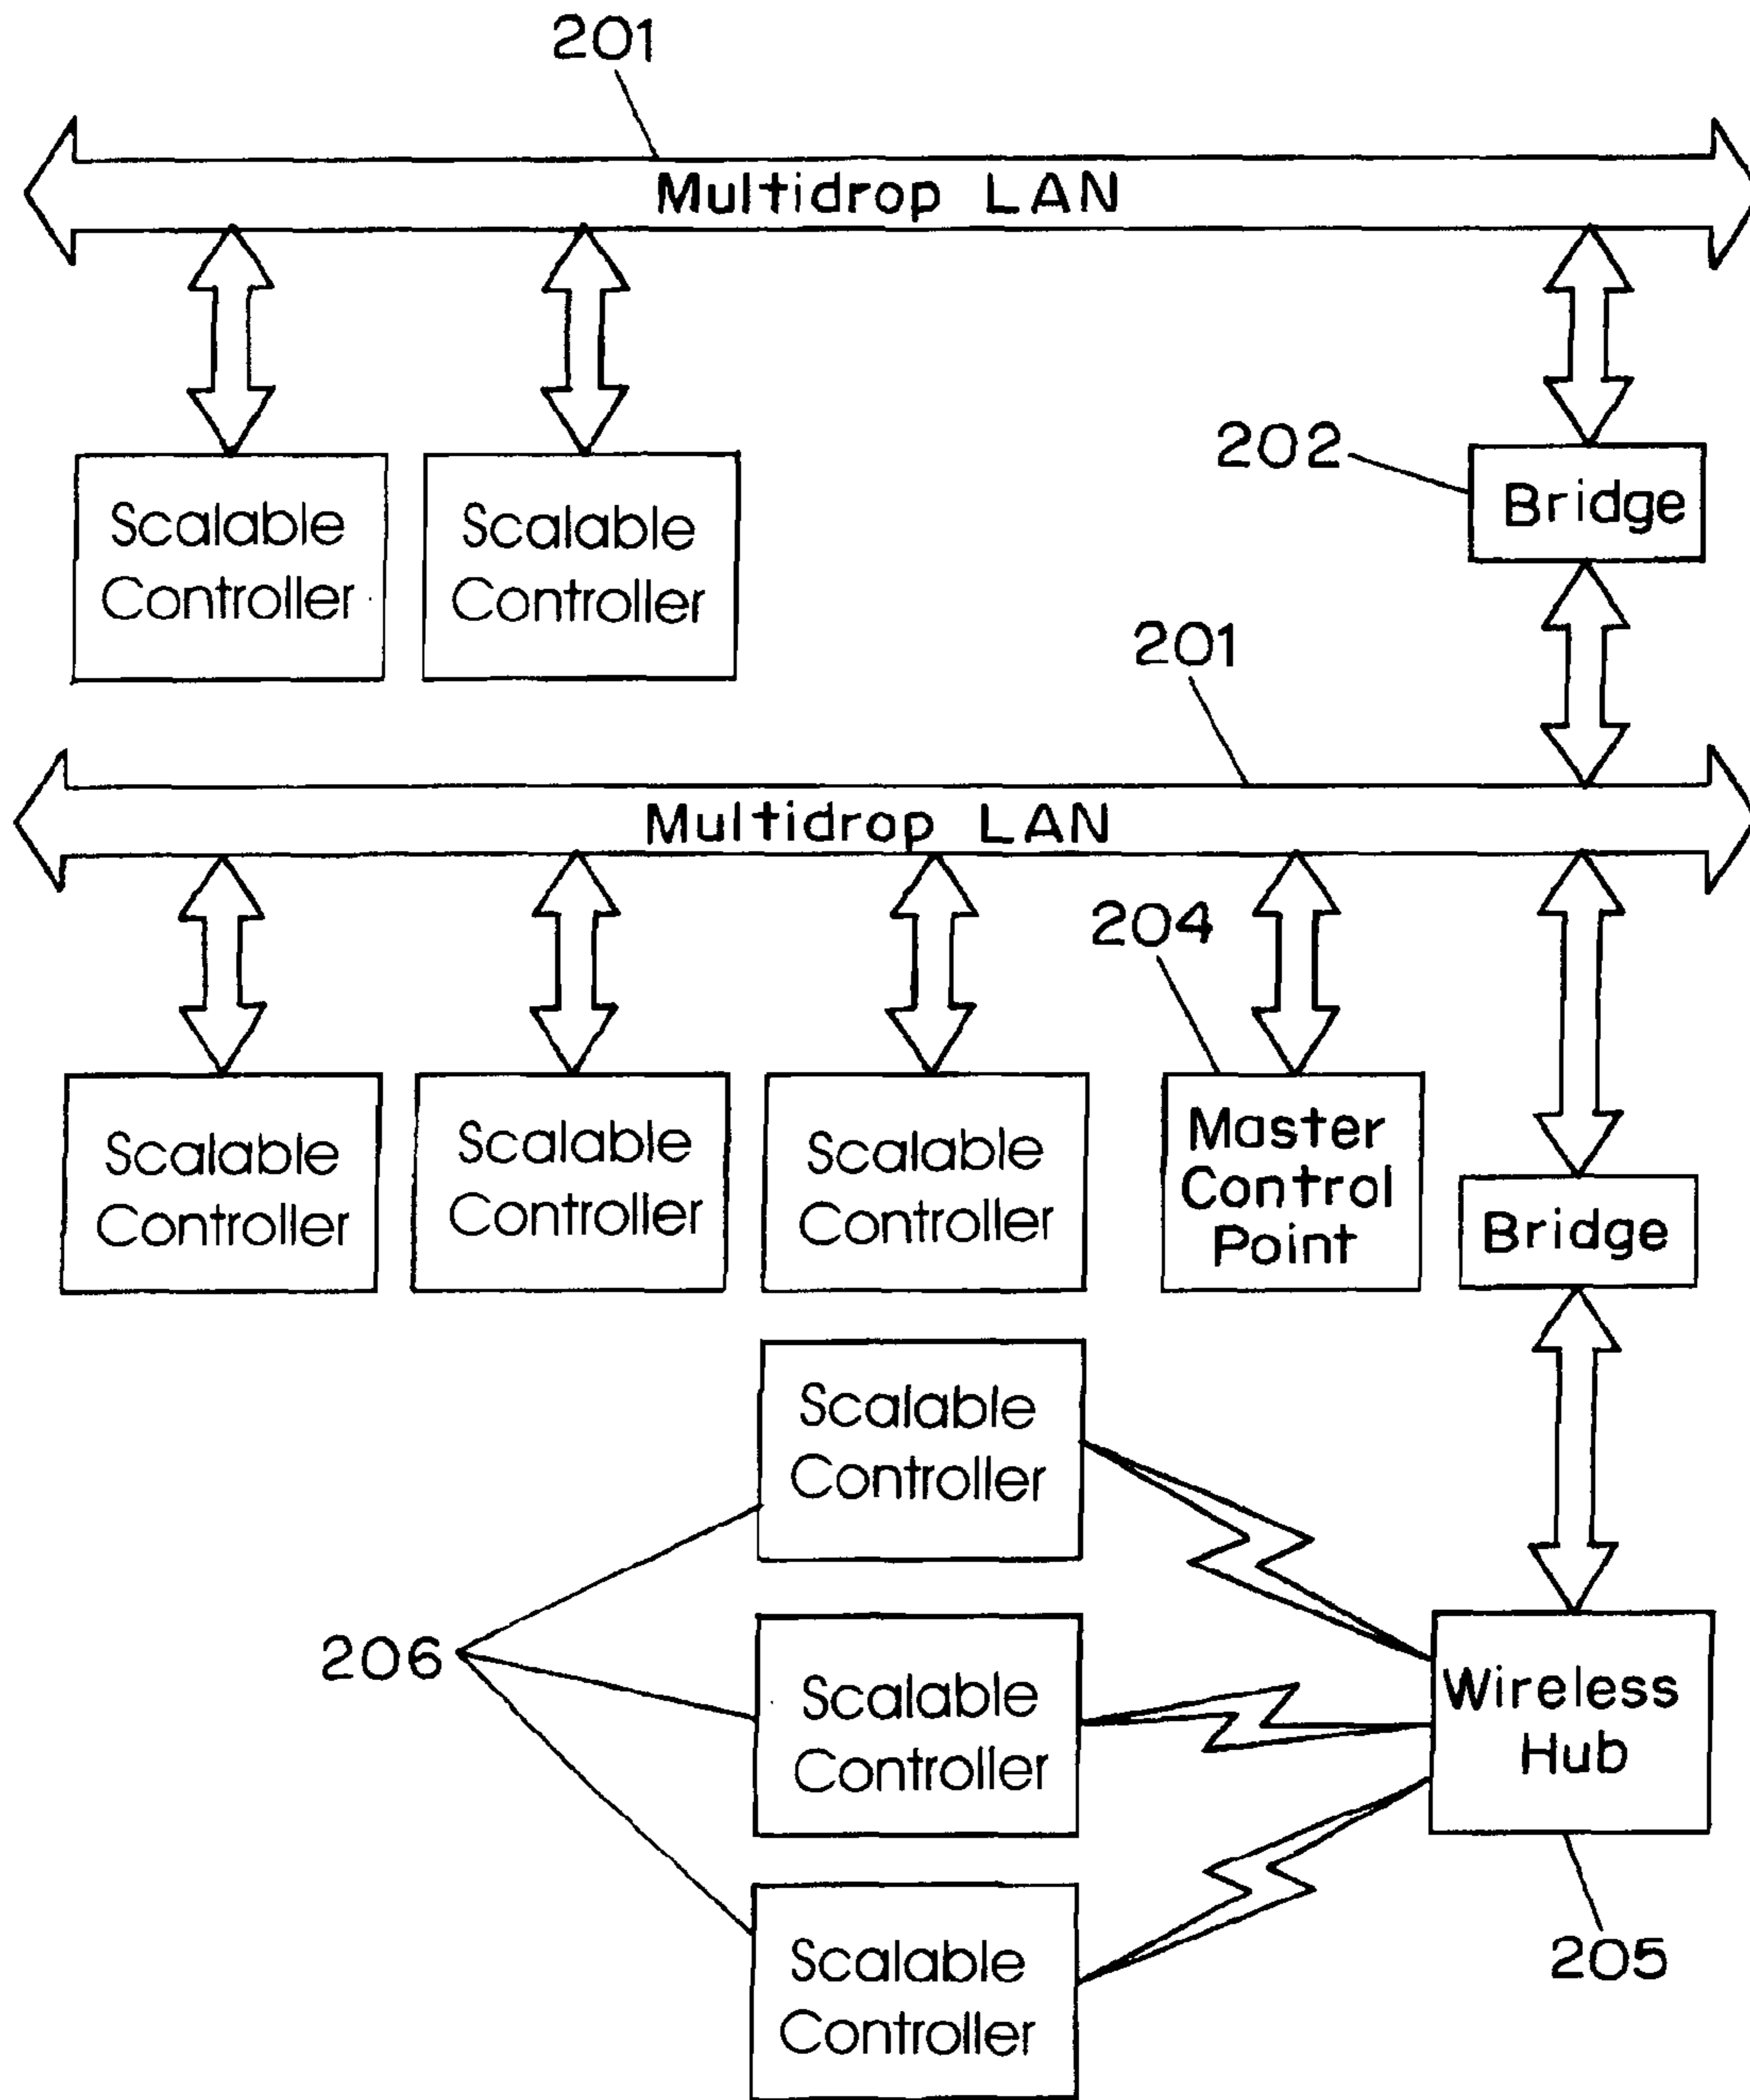 201
Multidrop LAN
Scalable
Controller
Scalable
Controller
202
Bridge
201
Multidrop LAN
204
Scalable
Controller
Scalable
Controller
Scalable
Controller
Master
Control
Point
Bridge
Scalable
Controller
206
Scalable
Controller
Wireless
Hub
Scalable
Controller
205